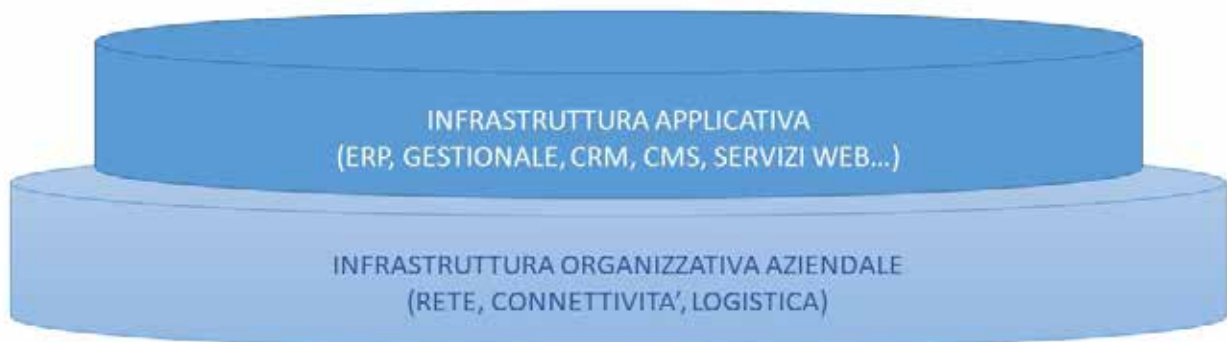 INFRASTRUTTURA APPLICATIVA
(ERP, GESTIONALE, CRM, CMS, SERVIZI WEB...)
INFRASTRUTTURA ORGANIZZATIVA AZIENDALE
(RETE, CONNETTIVITA', LOGISTICA)